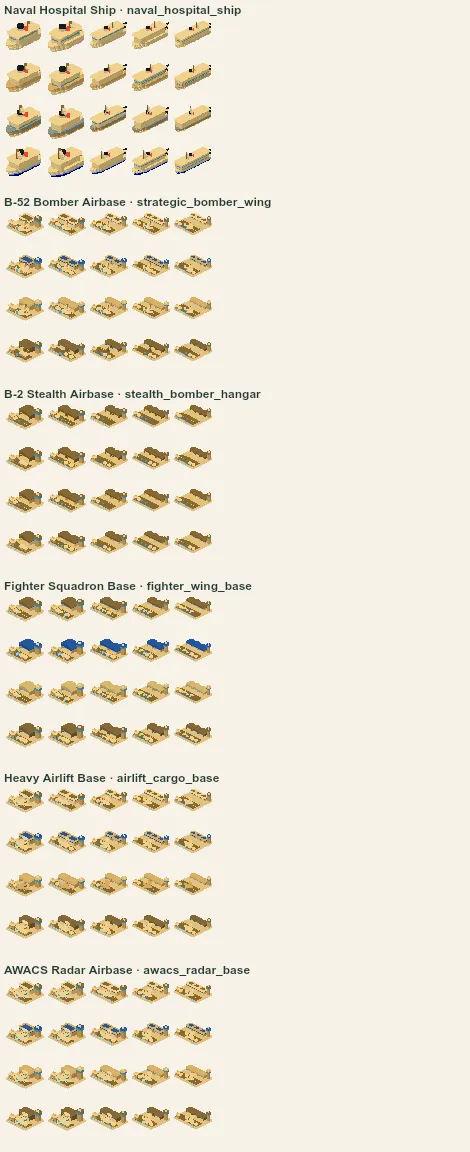 Naval Hospital Ship · naval_hospital_ship
B-52 Bomber Airbase · strategic_bomber_wing
B-2 Stealth Airbase · stealth_bomber_hangar
Fighter Squadron Base · fighter_wing_base
Heavy Airlift Base · airlift_cargo_base
AWACS Radar Airbase · awacs_radar_base